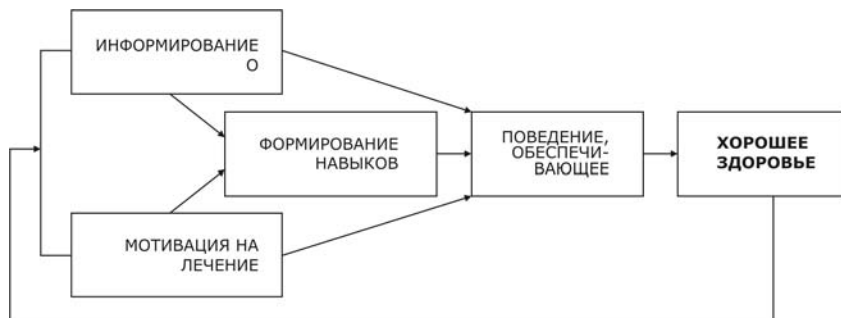 ИНФОРМИРОВАНИЕ
О
ФОРМИРОВАНИЕ
НАВЫКОВ
ПОВЕДЕНИЕ,
ОБЕСПЕЧИ-
ВАЮЩЕЕ
ХОРОШЕЕ
ЗДОРОВЬЕ
МОТИВАЦИЯ НА
ЛЕЧЕНИЕ